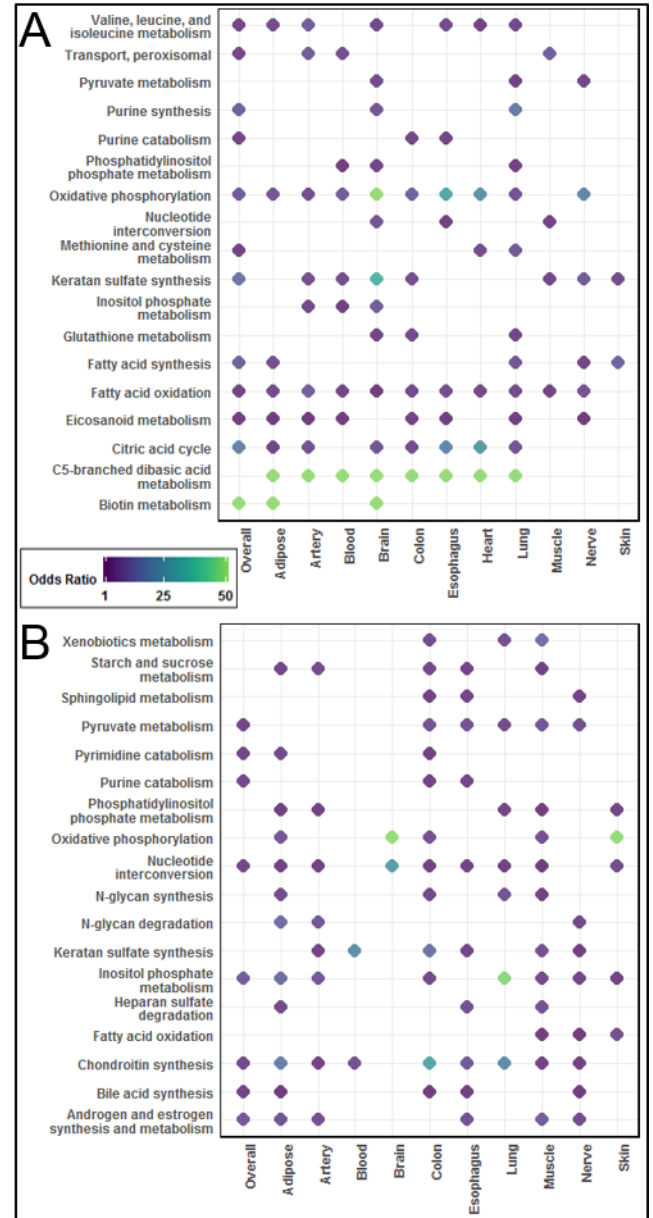 A
Valine, leucine, and
isoleucine metabolism
Transport, peroxisomal
Pyruvate metabolism
Purine synthesis
Purine catabolism
Phosphatidylinositol
phosphate metabolism
Oxidative phosphorylation
Nucleotide
interconversion
Methionine and cysteine
metabolism
Keratan sulfate synthesis
Inositol phosphate
metabolism
Glutathione metabolism
Fatty acid synthesis
Fatty acid oxidation
Eicosanoid metabolism
Citric acid cycle
C5-branched dibasic acid
metabolism
Biotin metabolism
Overall
Adipose
Artery
Blood
Brain
Colon
Esophagus
Heart
Lung
Muscle
Nerve
Skin
Odds Ratio
1 25 50
B
Xenobiotics metabolism
Starch and sucrose
metabolism
Sphingolipid metabolism
Pyruvate metabolism
Pyrimidine catabolism
Purine catabolism
Phosphatidylinositol
phosphate metabolism
Oxidative phosphorylation
Nucleotide
interconversion
N-glycan synthesis
N-glycan degradation
Keratan sulfate synthesis
Inositol phosphate
metabolism
Heparan sulfate
degradation
Fatty acid oxidation
Chondroitin synthesis
Bile acid synthesis
Androgen and estrogen
synthesis and metabolism
Overall
Adipose
Artery
Blood
Brain
Colon
Esophagus
Lung
Muscle
Nerve
Skin